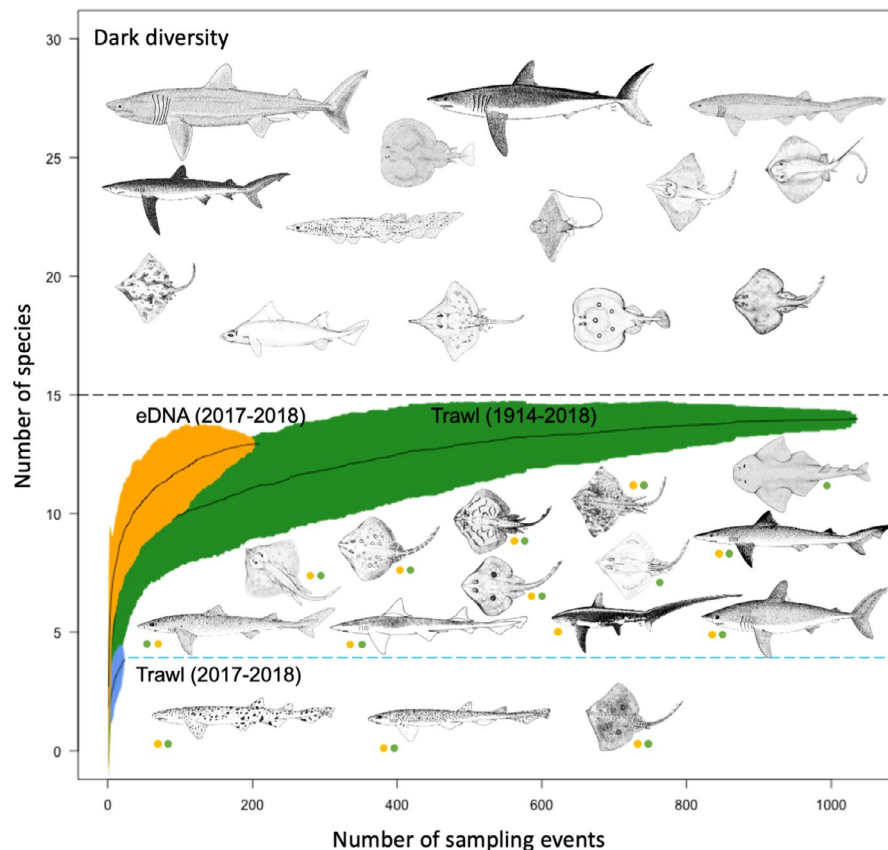 Dark diversity
30
25
20
15
10
5
0
Number of species
eDNA (2017-2018)
Trawl (1914-2018)
Trawl (2017-2018)
0
200
400
600
800
1000
Number of sampling events